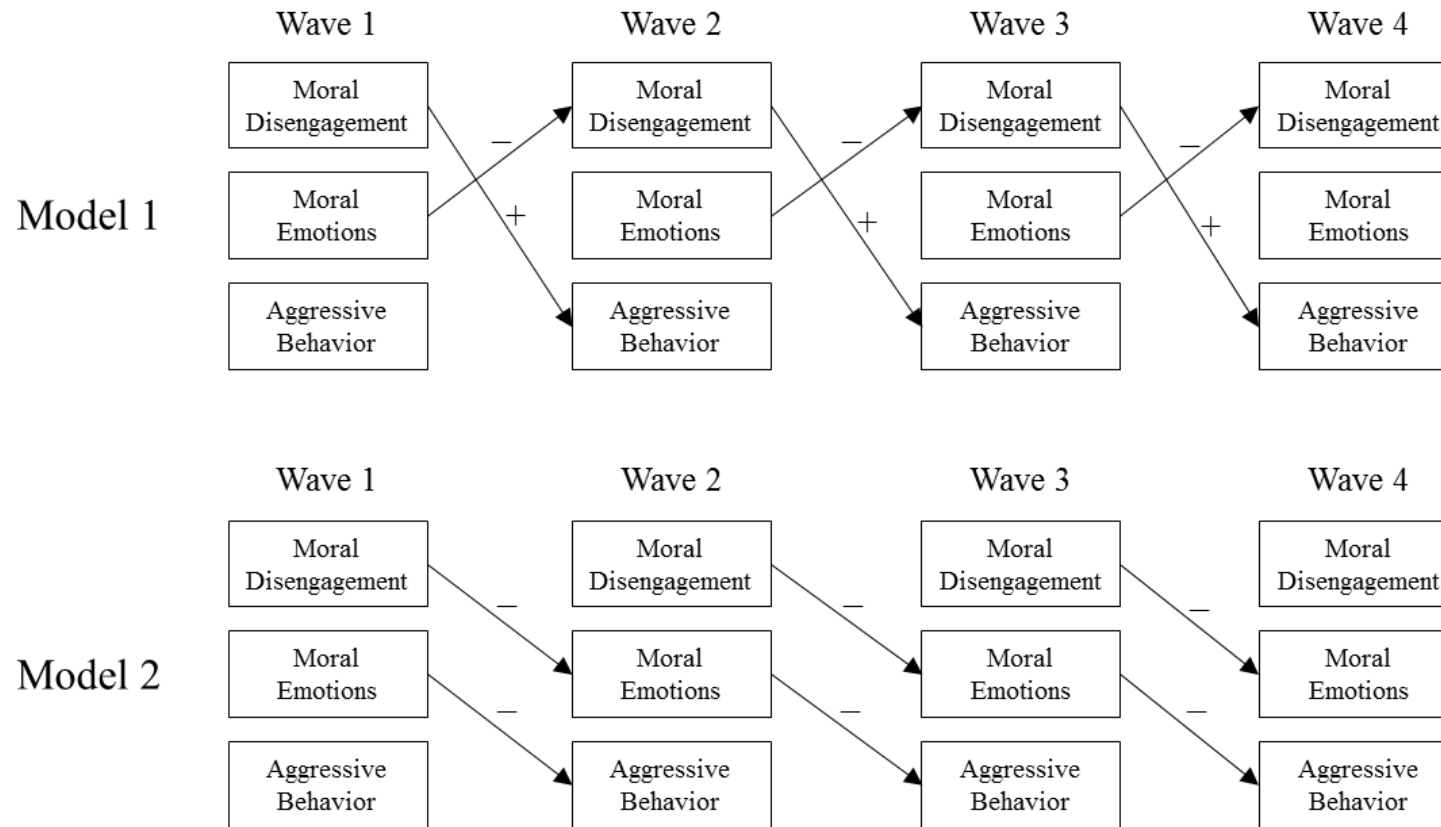 Wave 1
Wave 2
Wave 3
Wave 4
Model 1
Moral
Disengagement
Moral
Disengagement
Moral
Disengagement
Moral
Disengagement
−
−
−
Moral
Emotions
Moral
Emotions
Moral
Emotions
Moral
Emotions
+
+
+
Aggressive
Behavior
Aggressive
Behavior
Aggressive
Behavior
Aggressive
Behavior
Wave 1
Wave 2
Wave 3
Wave 4
Model 2
Moral
Disengagement
Moral
Disengagement
Moral
Disengagement
Moral
Disengagement
−
−
−
Moral
Emotions
Moral
Emotions
Moral
Emotions
Moral
Emotions
−
−
−
Aggressive
Behavior
Aggressive
Behavior
Aggressive
Behavior
Aggressive
Behavior